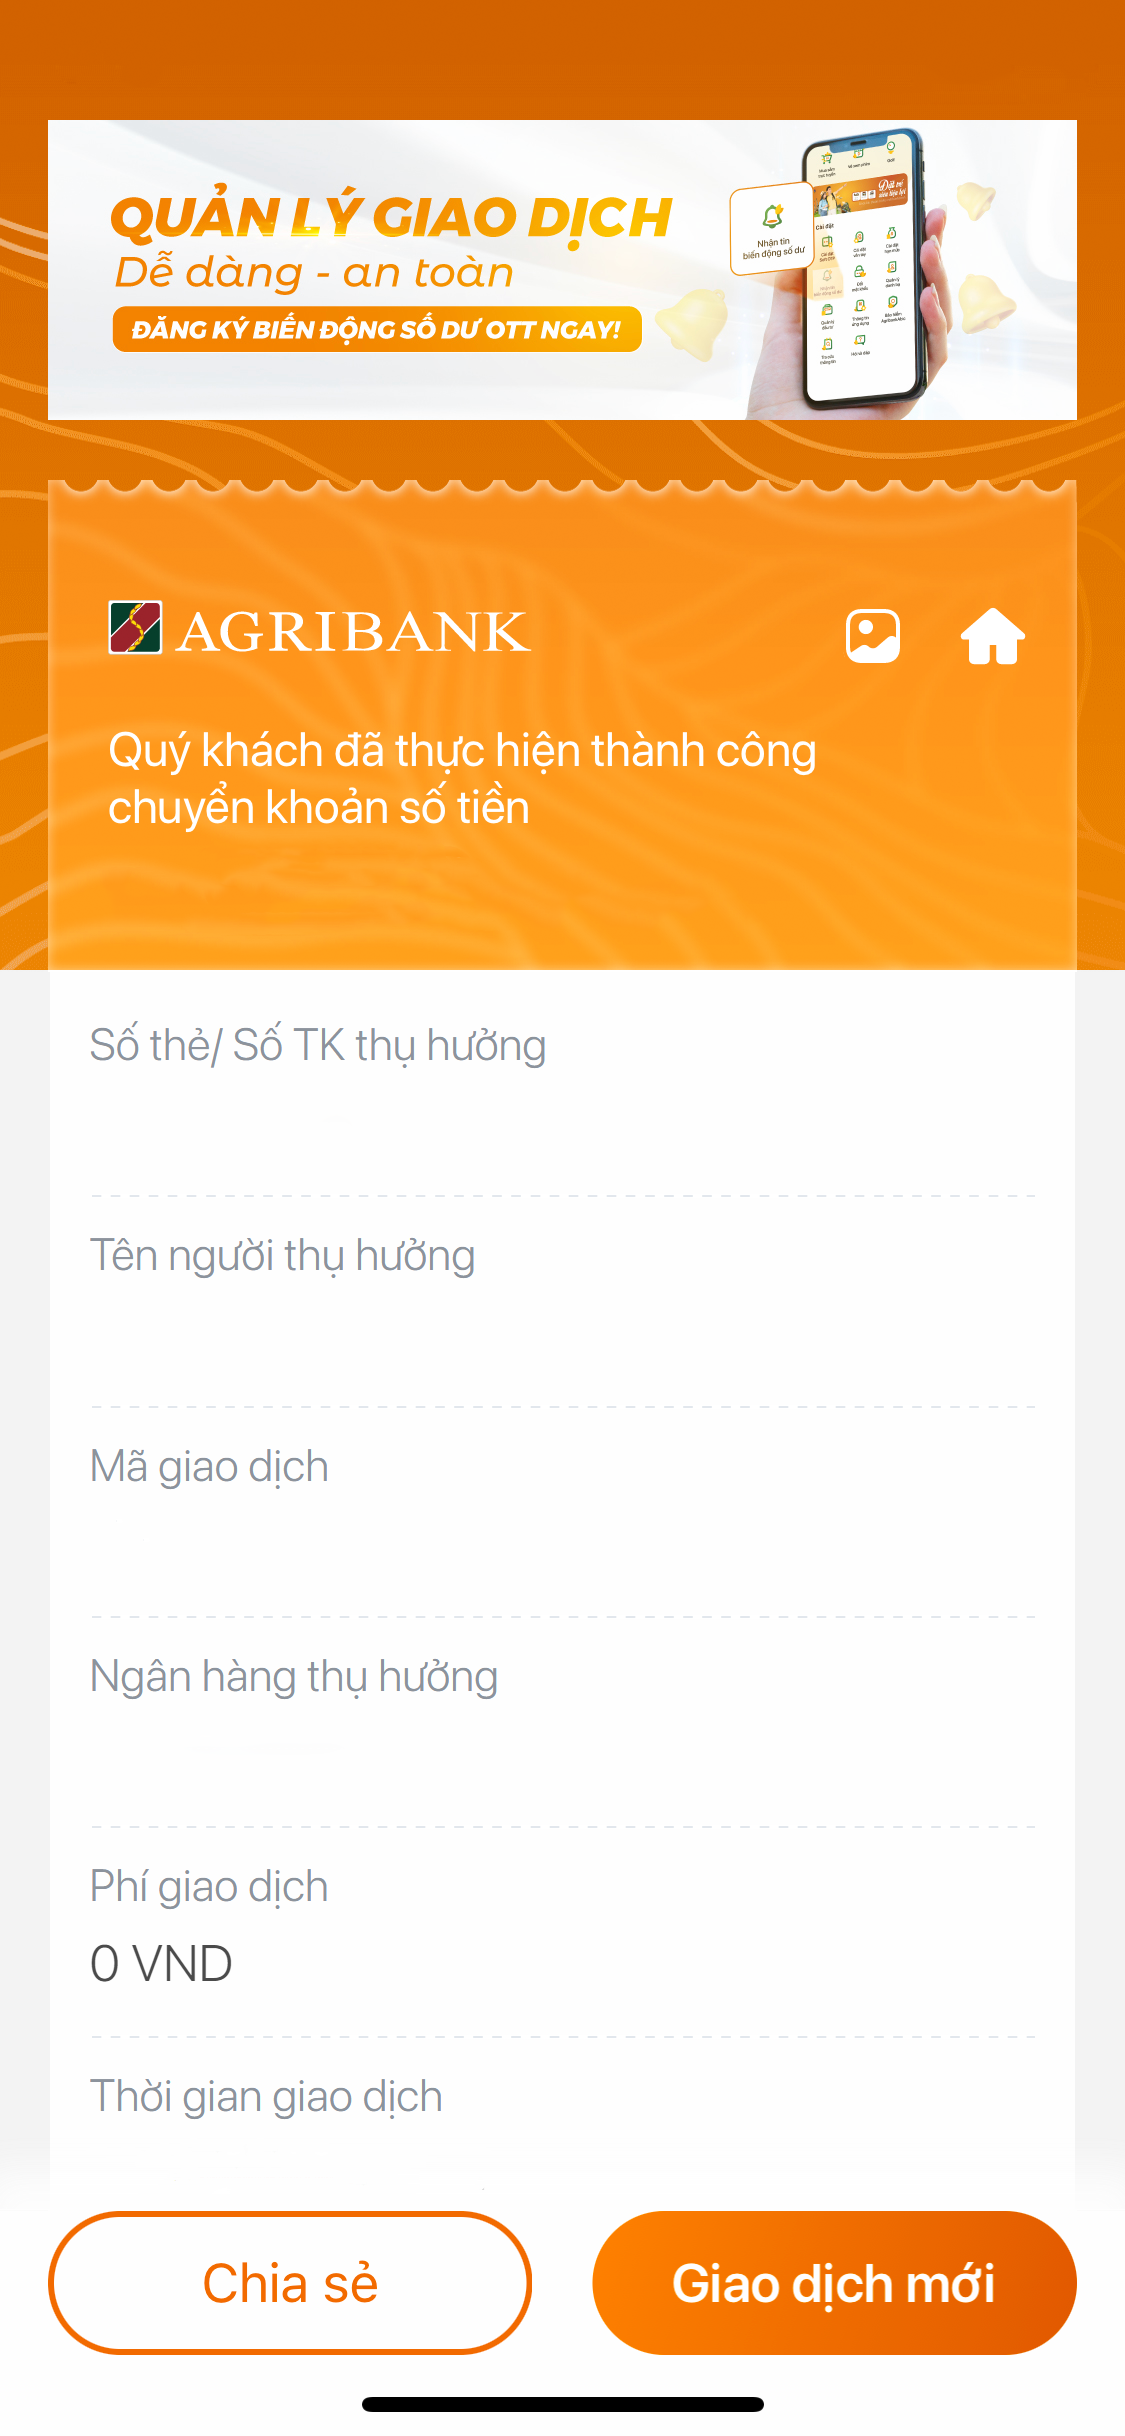 QUẢN LÝ GIAO DỊCH
Dễ dàng - an toàn
ĐĂNG KÝ BIẾN ĐỘNG SỐ DƯ OTT NGAY!
Nhận tin
biến động số dư
Cài đặt
AGRIBANK
Quý khách đã thực hiện thành công
chuyển khoản số tiền
Số thẻ/ Số TK thụ hưởng
Tên người thụ hưởng
Mã giao dịch
Ngân hàng thụ hưởng
Phí giao dịch
0 VND
Thời gian giao dịch
Chia sẻ
Giao dịch mới